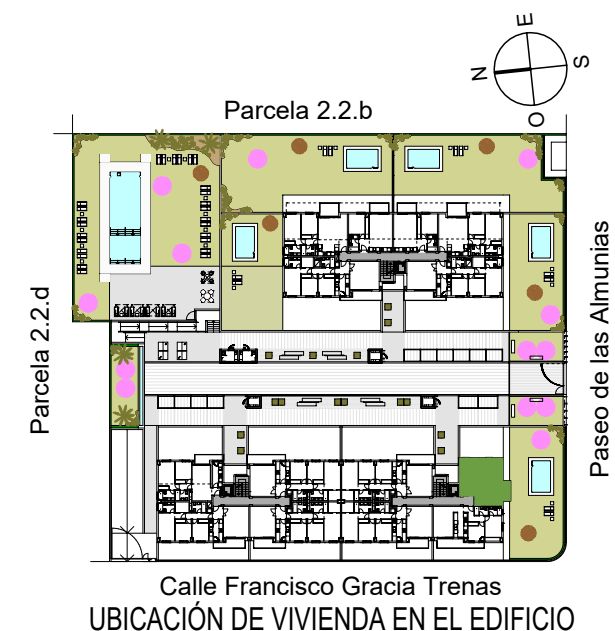 E
N
S
O
Parcela 2.2.b
Parcela 2.2.d
Paseo de las Almunias
Calle Francisco Gracia Trenas
UBICACIÓN DE VIVIENDA EN EL EDIFICIO